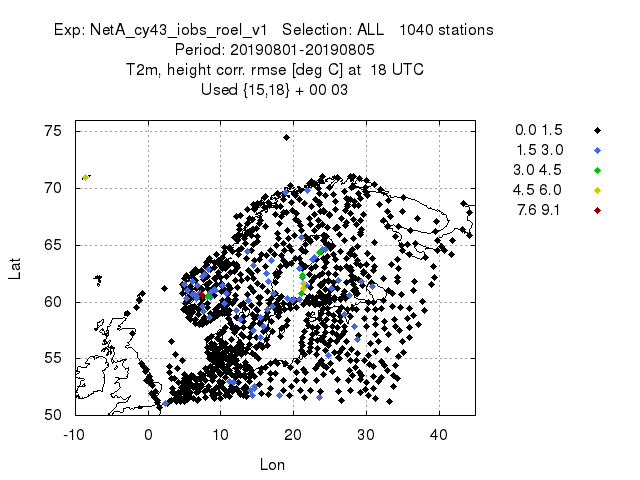 Exp: NetA_cy43_iobs_roel_v1   Selection: ALL   1040 stations
Period: 20190801-20190805
T2m, height corr. rmse [deg C] at  18 UTC
Used {15,18} + 00 03
0.0 1.5
1.5 3.0
3.0 4.5
4.5 6.0
7.6 9.1
75
70
65
60
55
50
Lat
-10 0 10 20 30 40
Lon